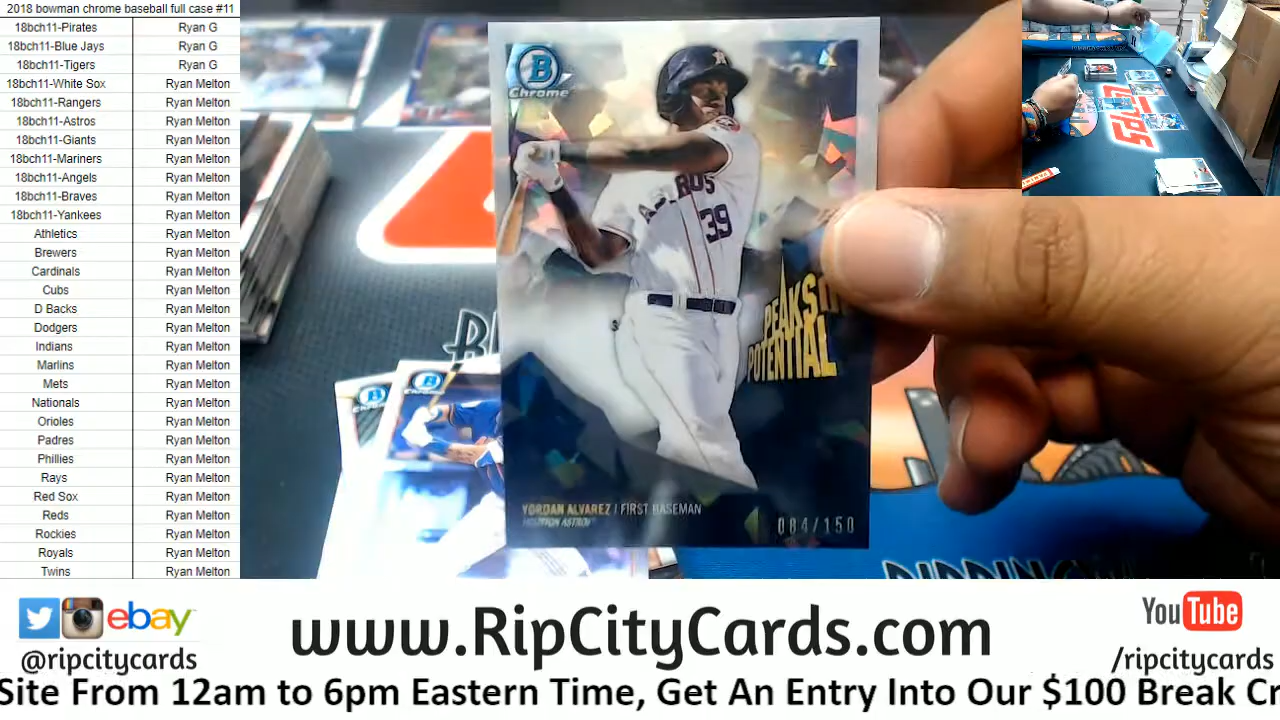 2018 bowman chrome baseball full case #11
18bch11-Pirates Ryan G
18bch11-Blue Jays Ryan G
18bch11-Tigers Ryan G
18bch11-White Sox Ryan Melton
18bch11-Rangers Ryan Melton
18bch11-Astros Ryan Melton
18bch11-Giants Ryan Melton
18bch11-Mariners Ryan Melton
18bch11-Angels Ryan Melton
18bch11-Braves Ryan Melton
18bch11-Yankees Ryan Melton
Athletics Ryan Melton
Brewers Ryan Melton
Cardinals Ryan Melton
Cubs Ryan Melton
D Backs Ryan Melton
Dodgers Ryan Melton
Indians Ryan Melton
Marlins Ryan Melton
Mets Ryan Melton
Nationals Ryan Melton
Orioles Ryan Melton
Padres Ryan Melton
Phillies Ryan Melton
Rays Ryan Melton
Red Sox Ryan Melton
Reds Ryan Melton
Rockies Ryan Melton
Royals Ryan Melton
Twins Ryan Melton
B
Chrome
39
PEAKS
POTENTIAL
YORDAN ALVAREZ / FIRST BASEMAN
HOUSTON ASTROS
084/150
ebay
@ripcitycards
www.RipCityCards.com
YouTube
/ripcitycards
Site From 12am to 6pm Eastern Time, Get An Entry Into Our $100 Break Cr